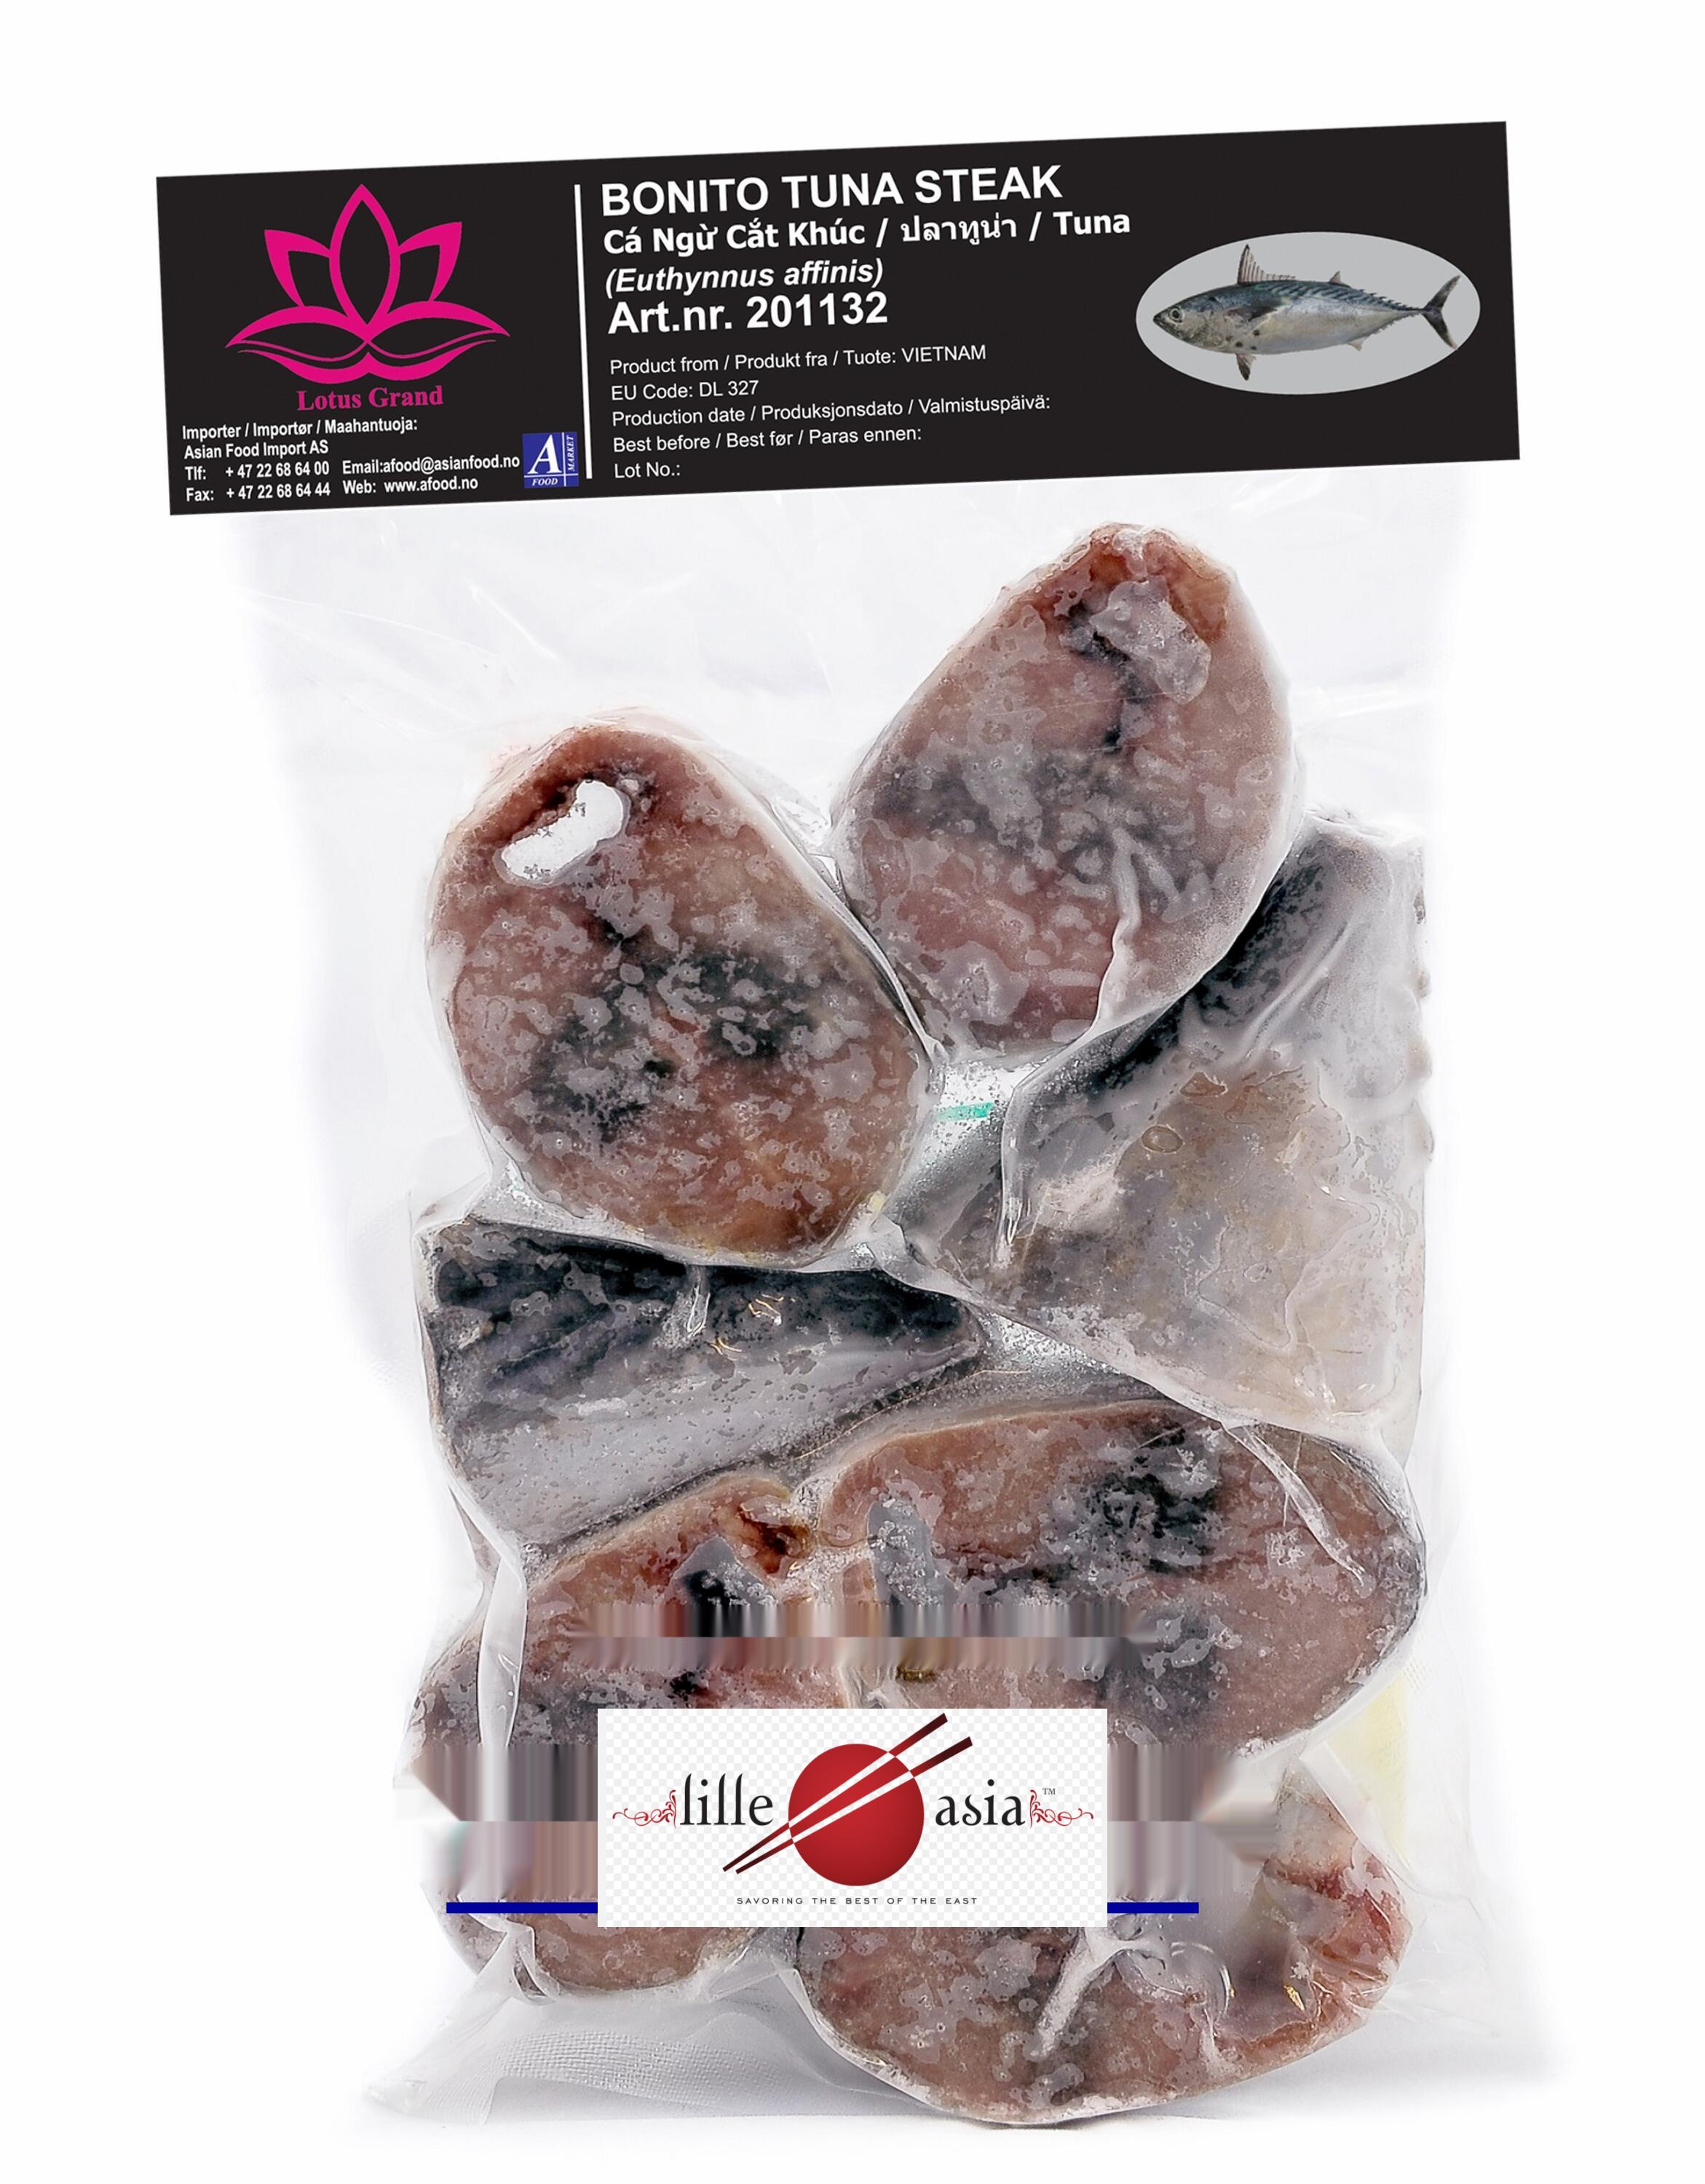 BONITO TUNA STEAK
Cá Ngừ Cắt Khúc / ปลาทูน่า / Tuna
(Euthynnus affinis)
Art.nr. 201132
Product from / Produkt fra / Tuote: VIETNAM
EU Code: DL 327
Production date / Produksjonsdato / Valmistuspäivä:
Best before / Best før / Paras ennen:
Lot No.:
Lotus Grand
Importer / Importør / Maahantuoja:
Asian Food Import AS
Tlf: + 47 22 68 64 00 Email:afood@asianfood.no
Fax: + 47 22 68 64 44 Web: www.afood.no
A
FOOD
MARKET
lille asia™
SAVORING THE BEST OF THE EAST